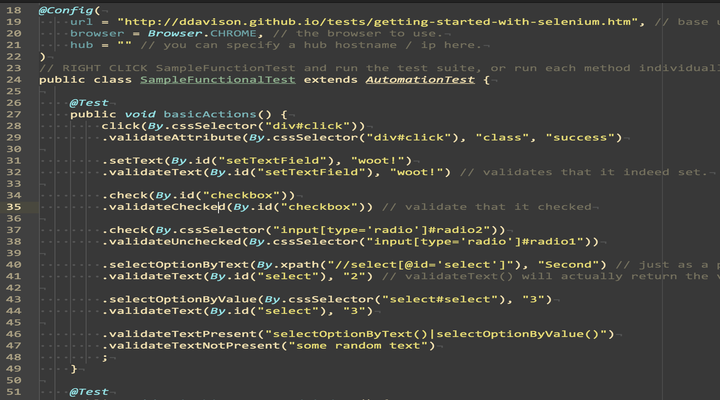 18 @Config(
19 url = "http://ddavison.github.io/tests/getting-started-with-selenium.htm", // base
20 browser = Browser.CHROME, // the browser to use.
21 hub = "" // you can specify a hub hostname / ip here.
22 )
23 // RIGHT CLICK SampleFunctionTest and run the test suite, or run each method
24 public class SampleFunctionalTest extends AutomationTest {
25
26 @Test
27 public void basicActions() {
28 click(By.cssSelector("div#click"))
29 .validateAttribute(By.cssSelector("div#click"), "class", "success")
30
31 .setText(By.id("setTextField"), "woot!")
32 .validateText(By.id("setTextField"), "woot!") // validates that it indeed set.
33
34 .check(By.id("checkbox"))
35 .validateChecked(By.id("checkbox")) // validate that it checked
36
37 .check(By.cssSelector("input[type='radio']#radio2"))
38 .validateUnchecked(By.cssSelector("input[type='radio']#radio1"))
39
40 .selectOptionByText(By.xpath("//select[@id='select']"), "Second") // just as a
41 .validateText(By.id("select"), "2") // validateText() will actually return the
42
43 .selectOptionByValue(By.cssSelector("select#select"), "3")
44 .validateText(By.id("select"), "3")
45
46 .validateTextPresent("selectOptionByText()|selectOptionByValue()")
47 .validateTextNotPresent("some random text")
48 ;
49 }
50
51 @Test